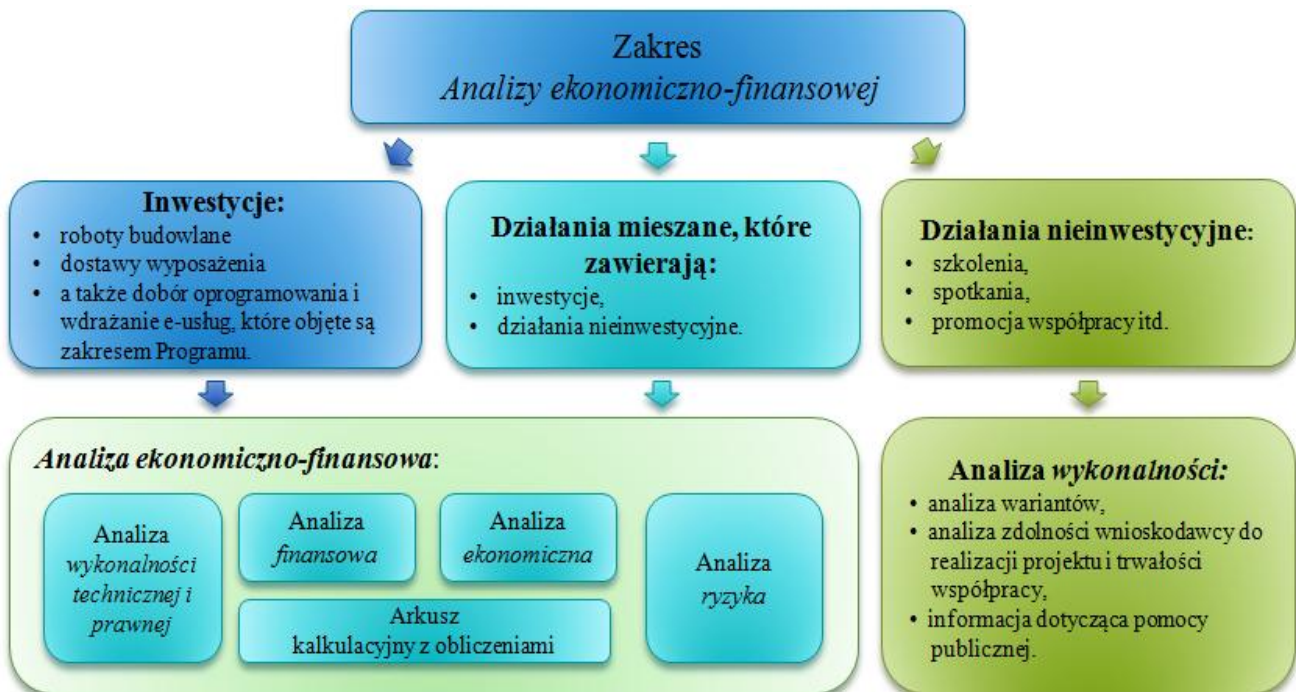 Zakres
Analizy ekonomiczno-finansowej
Inwestycje:
• roboty budowlane
• dostawy wyposażenia
• a także dobór oprogramowania i
wdrażanie e-usług, które objęte są
zakresem Programu.
Działania mieszane, które
zawierają:
• inwestycje,
• działania nieinwestycyjne.
Działania nieinwestycyjne:
• szkolenia,
• spotkania,
• promocja współpracy itd.
Analiza ekonomiczno-finansowa:
Analiza
wykonalności
technicznej i
prawnej
Analiza
finansowa
Analiza
ekonomiczna
Arkusz
kalkulacyjny z obliczeniami
Analiza
ryzyka
Analiza wykonalności:
• analiza wariantów,
• analiza zdolności wnioskodawcy do
realizacji projektu i trwałości
współpracy,
• informacja dotycząca pomocy
publicznej.